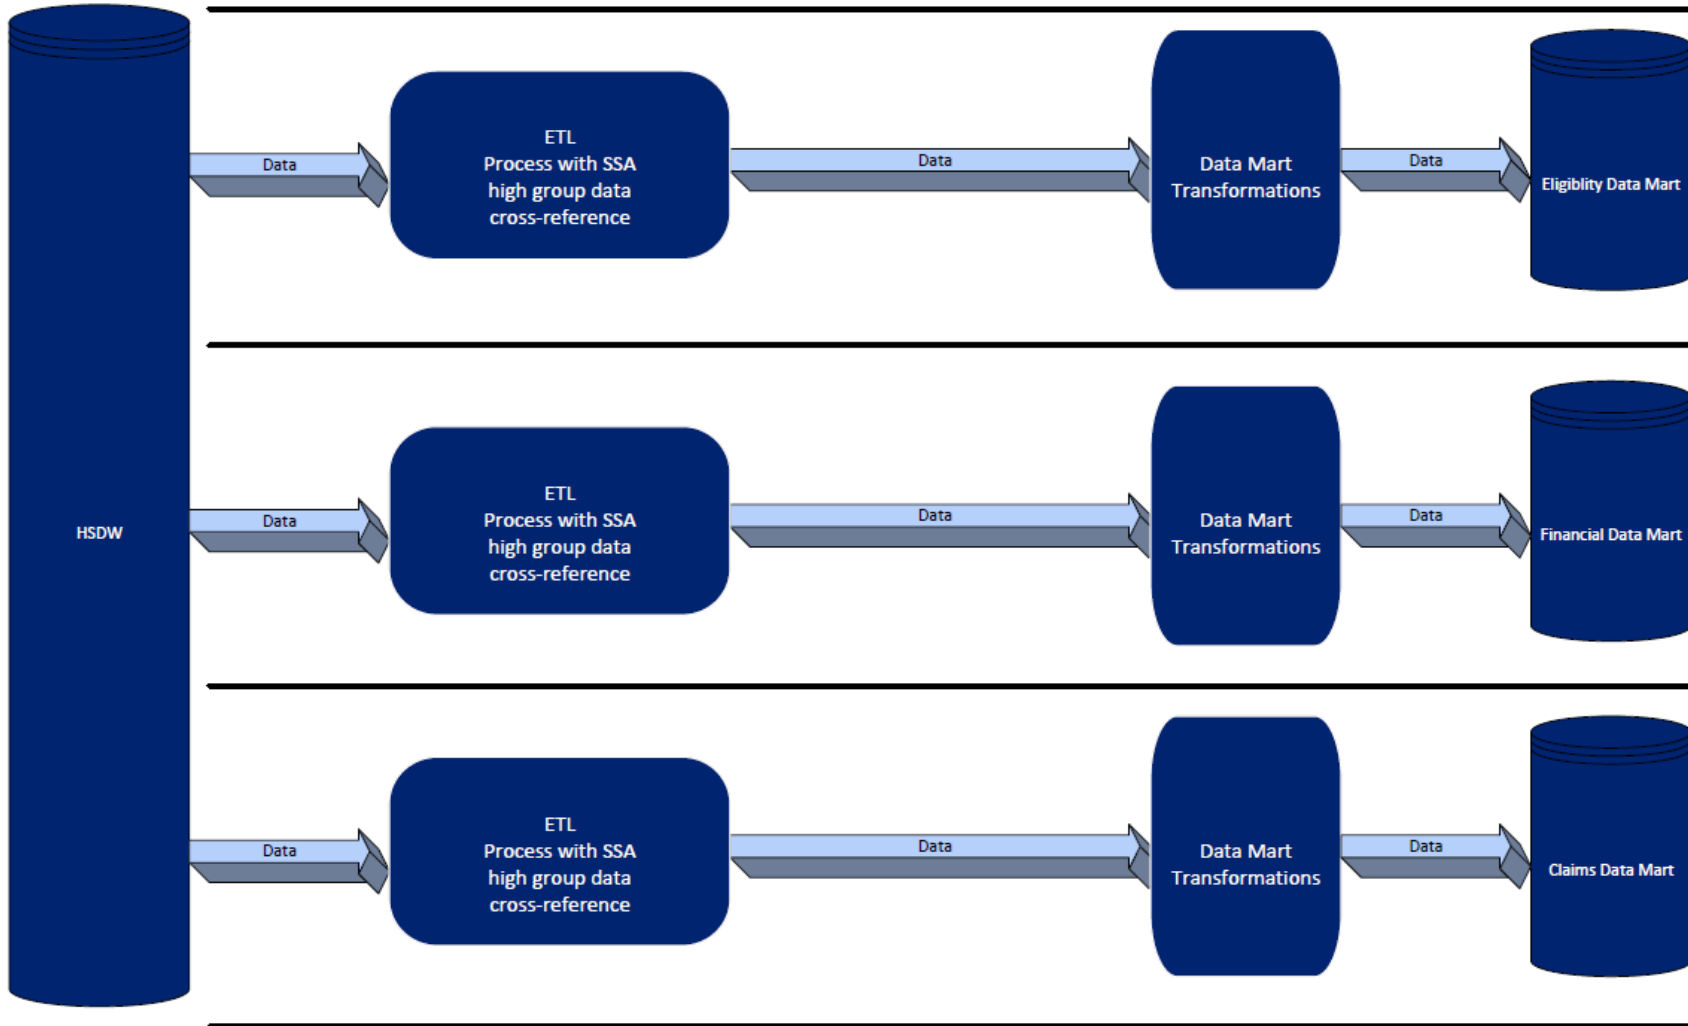 HSDW
Data
ETL
Process with SSA
high group data
cross-reference
Data
Data Mart
Transformations
Data
Eligiblity Data Mart
Data
ETL
Process with SSA
high group data
cross-reference
Data
Data Mart
Transformations
Data
Financial Data Mart
Data
ETL
Process with SSA
high group data
cross-reference
Data
Data Mart
Transformations
Data
Claims Data Mart